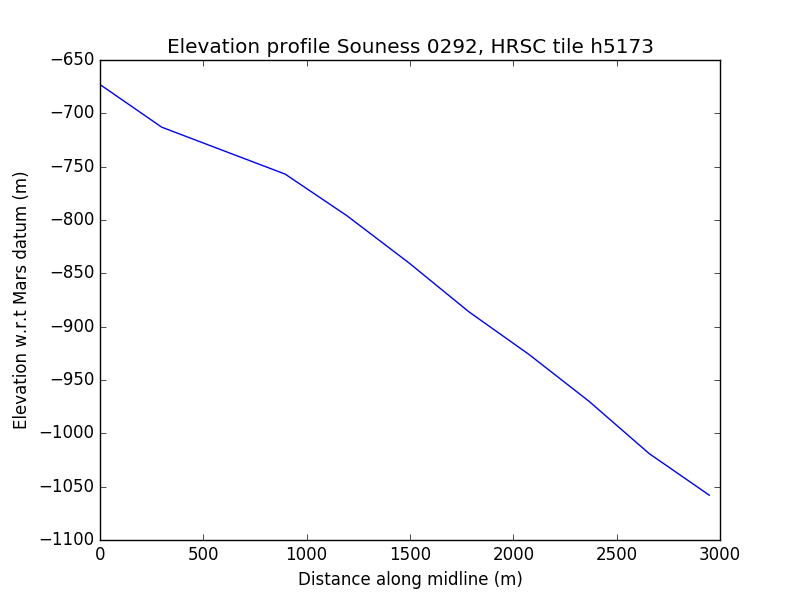 Elevation profile Souness 0292, HRSC tile h5173
−650
−700
−750
−800
−850
−900
−950
−1000
−1050
−1100
Elevation w.r.t Mars datum (m)
0 500 1000 1500 2000 2500 3000
Distance along midline (m)